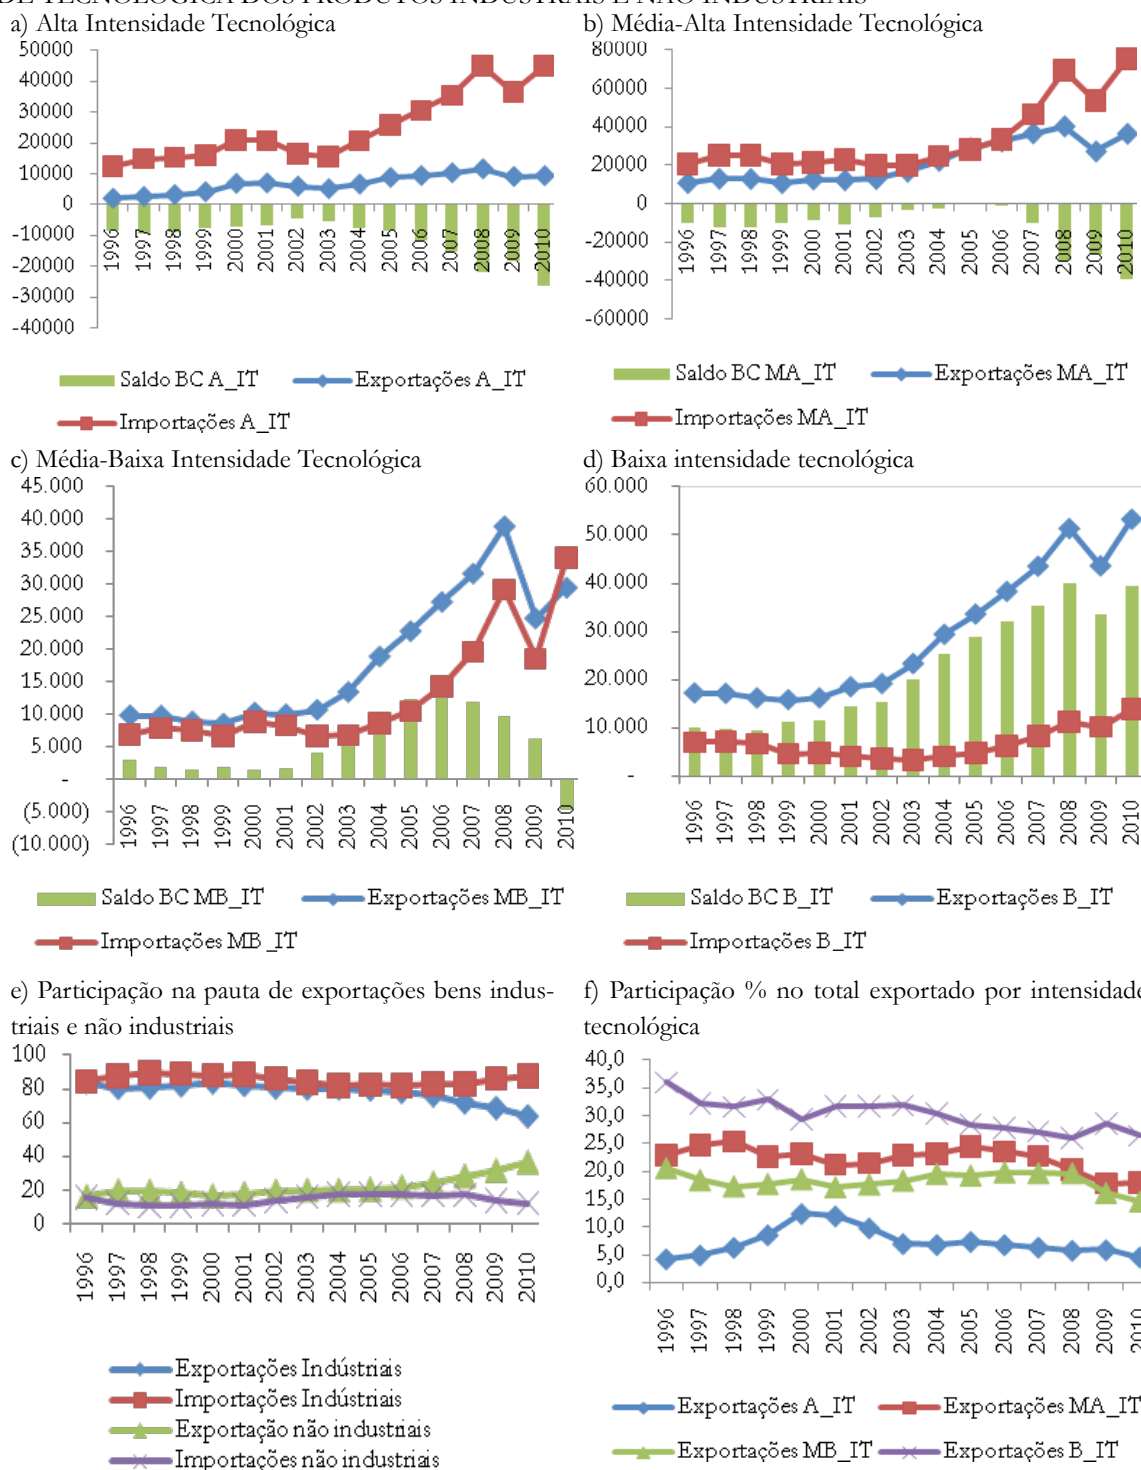 DE TECNOLÓGICA DOS PRODUTOS INDUSTRAIS E NÃO INDUSTRIAIS
a) Alta Intensidade Tecnológica
50000
40000
30000
20000
10000
0
-10000
-20000
-30000
-40000
1996 1997 1998 1999 2000 2001 2002 2003 2004 2005 2006 2007 2008 2009 2010
Saldo BC A_IT Exportações A_IT
Importações A_IT
b) Média-Alta Intensidade Tecnológica
80000
60000
40000
20000
0
-20000
-40000
-60000
1996 1997 1998 1999 2000 2001 2002 2003 2004 2005 2006 2007 2008 2009 2010
Saldo BC MA_IT Exportações MA_IT
Importações MA_IT
c) Média-Baixa Intensidade Tecnológica
45.000
40.000
35.000
30.000
25.000
20.000
15.000
10.000
5.000
-
(5.000)
(10.000)
1996 1997 1998 1999 2000 2001 2002 2003 2004 2005 2006 2007 2008 2009 2010
Saldo BC MB_IT Exportações MB_IT
Importações MB_IT
d) Baixa intensidade tecnológica
60.000
50.000
40.000
30.000
20.000
10.000
-
1996 1997 1998 1999 2000 2001 2002 2003 2004 2005 2006 2007 2008 2009 2010
Saldo BC B_IT Exportações B_IT
Importações B_IT
e) Participação na pauta de exportações bens indus-
triais e não industriais
100
80
60
40
20
0
1996 1997 1998 1999 2000 2001 2002 2003 2004 2005 2006 2007 2008 2009 2010
Exportações Indústriais
Importações Indústriais
Exportação não industriais
Importações não industriais
f) Participação % no total exportado por intensidade
tecnológica
40,0
35,0
30,0
25,0
20,0
15,0
10,0
5,0
0,0
1996 1997 1998 1999 2000 2001 2002 2003 2004 2005 2006 2007 2008 2009 2010
Exportações A_IT Exportações MA_IT
Exportações MB_IT Exportações B_IT